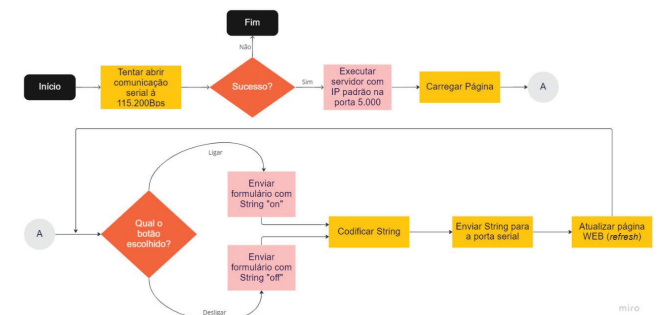 Fim
Não
Início
Tentar abrir
comunicação
serial á
115.200Bps
Sucesso?
Sim
Executar
servidor com
IP padrão na
porta 5.000
Carregar Página
A
Ligar
A
Qual o
botão
escolhido?
Enviar
formulário com
String "on"
Enviar
formulário com
String "off"
Codificar String
Enviar String para
a porta serial
Atualizar página
WEB (refresh)
Desligar
miro